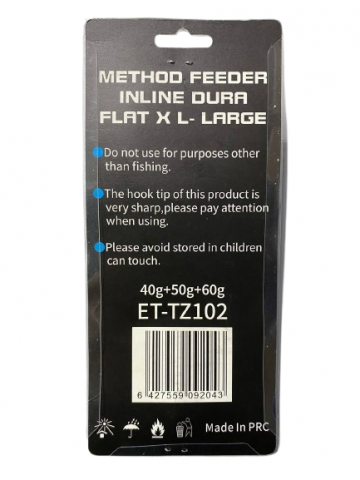 METHOD FEEDER
INLINE DURA
FLAT X L- LARGE
Do not use for purposes other
than fishing.
The hook tip of this product is
very sharp,please pay attention
when using.
Please avoid stored in children
can touch.
40g+50g+60g
ET-TZ102
6 427559 092043
Made In PRC